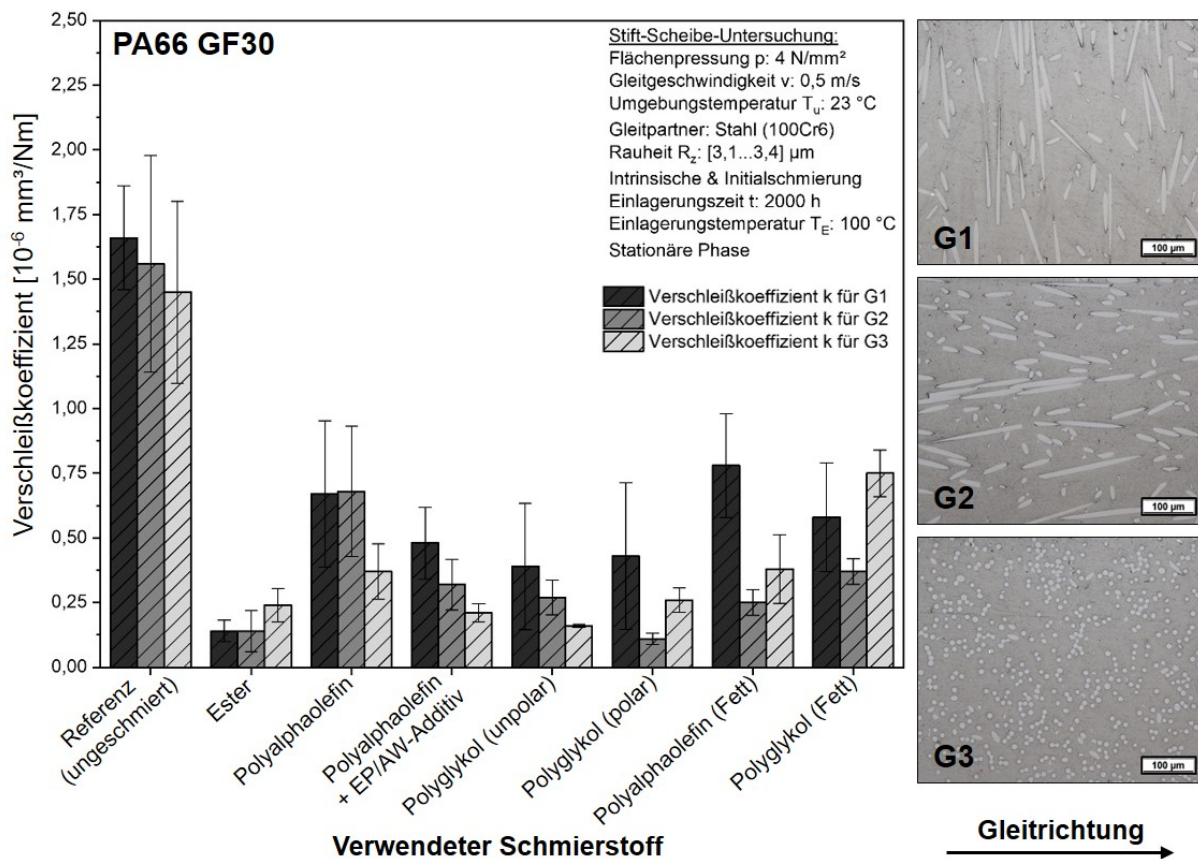 PA66 GF30
Stift-Scheibe-Untersuchung:
Flächenpressung p: 4 N/mm²
Gleitgeschwindigkeit v: 0,5 m/s
Umgebungstemperatur Tᵤ: 23 °C
Gleitpartner: Stahl (100Cr6)
Rauheit R_z: [3,1...3,4] µm
Intrinsische & Initialschmierung
Einlagerungszeit t: 2000 h
Einlagerungstemperatur T_E: 100 °C
Stationäre Phase
Verschleißkoeffizient k für G1
Verschleißkoeffizient k für G2
Verschleißkoeffizient k für G3
Verschleißkoeffizient [10⁻⁶ mm³/Nm]
2,50
2,25
2,00
1,75
1,50
1,25
1,00
0,75
0,50
0,25
0,00
Referenz
(ungeschmiert)
Ester
Polyalphaolefin
Polyalphaolefin
+ EP/AW-Additiv
Polyglykol (unpolar)
Polyglykol (polar)
Polyalphaolefin (Fett)
Polyglykol (Fett)
Verwendeter Schmierstoff
G1
100 µm
G2
100 µm
G3
100 µm
Gleitrichtung